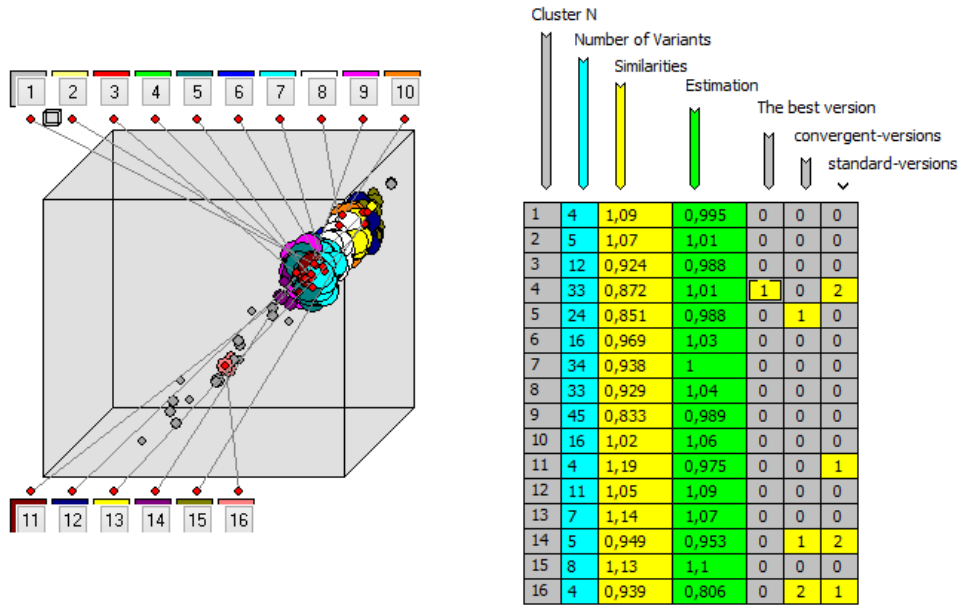 Cluster N
Number of Variants
Similarities
Estimation
The best version
convergent-versions
standard-versions
1 2 3 4 5 6 7 8 9 10
11 12 13 14 15 16
1 4 1,09 0,995 0 0 0
2 5 1,07 1,01 0 0 0
3 12 0,924 0,988 0 0 0
4 33 0,872 1,01 1 0 2
5 24 0,851 0,988 0 1 0
6 16 0,969 1,03 0 0 0
7 34 0,938 1 0 0 0
8 33 0,929 1,04 0 0 0
9 45 0,833 0,989 0 0 0
10 16 1,02 1,06 0 0 0
11 4 1,19 0,975 0 0 1
12 11 1,05 1,09 0 0 0
13 7 1,14 1,07 0 0 0
14 5 0,949 0,953 0 1 2
15 8 1,13 1,1 0 0 0
16 4 0,939 0,806 0 2 1